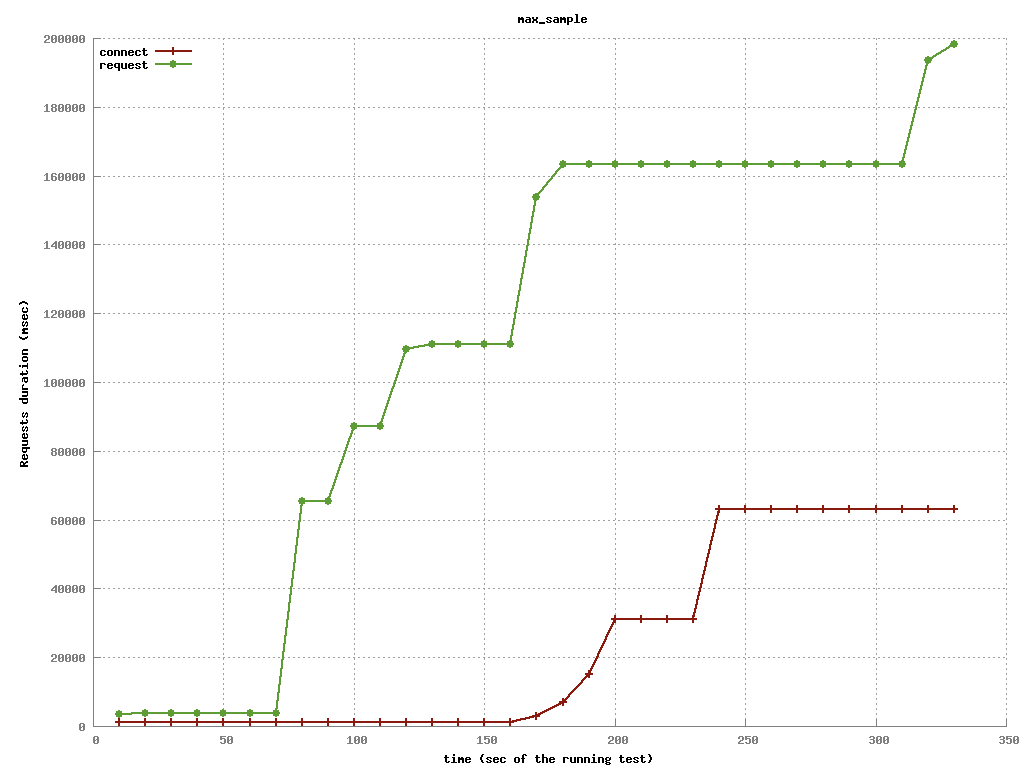 max_sample
connect
request
200000
180000
160000
140000
120000
100000
80000
60000
40000
20000
0
Requests duration (msec)
0 50 100 150 200 250 300 350
time (sec of the running test)